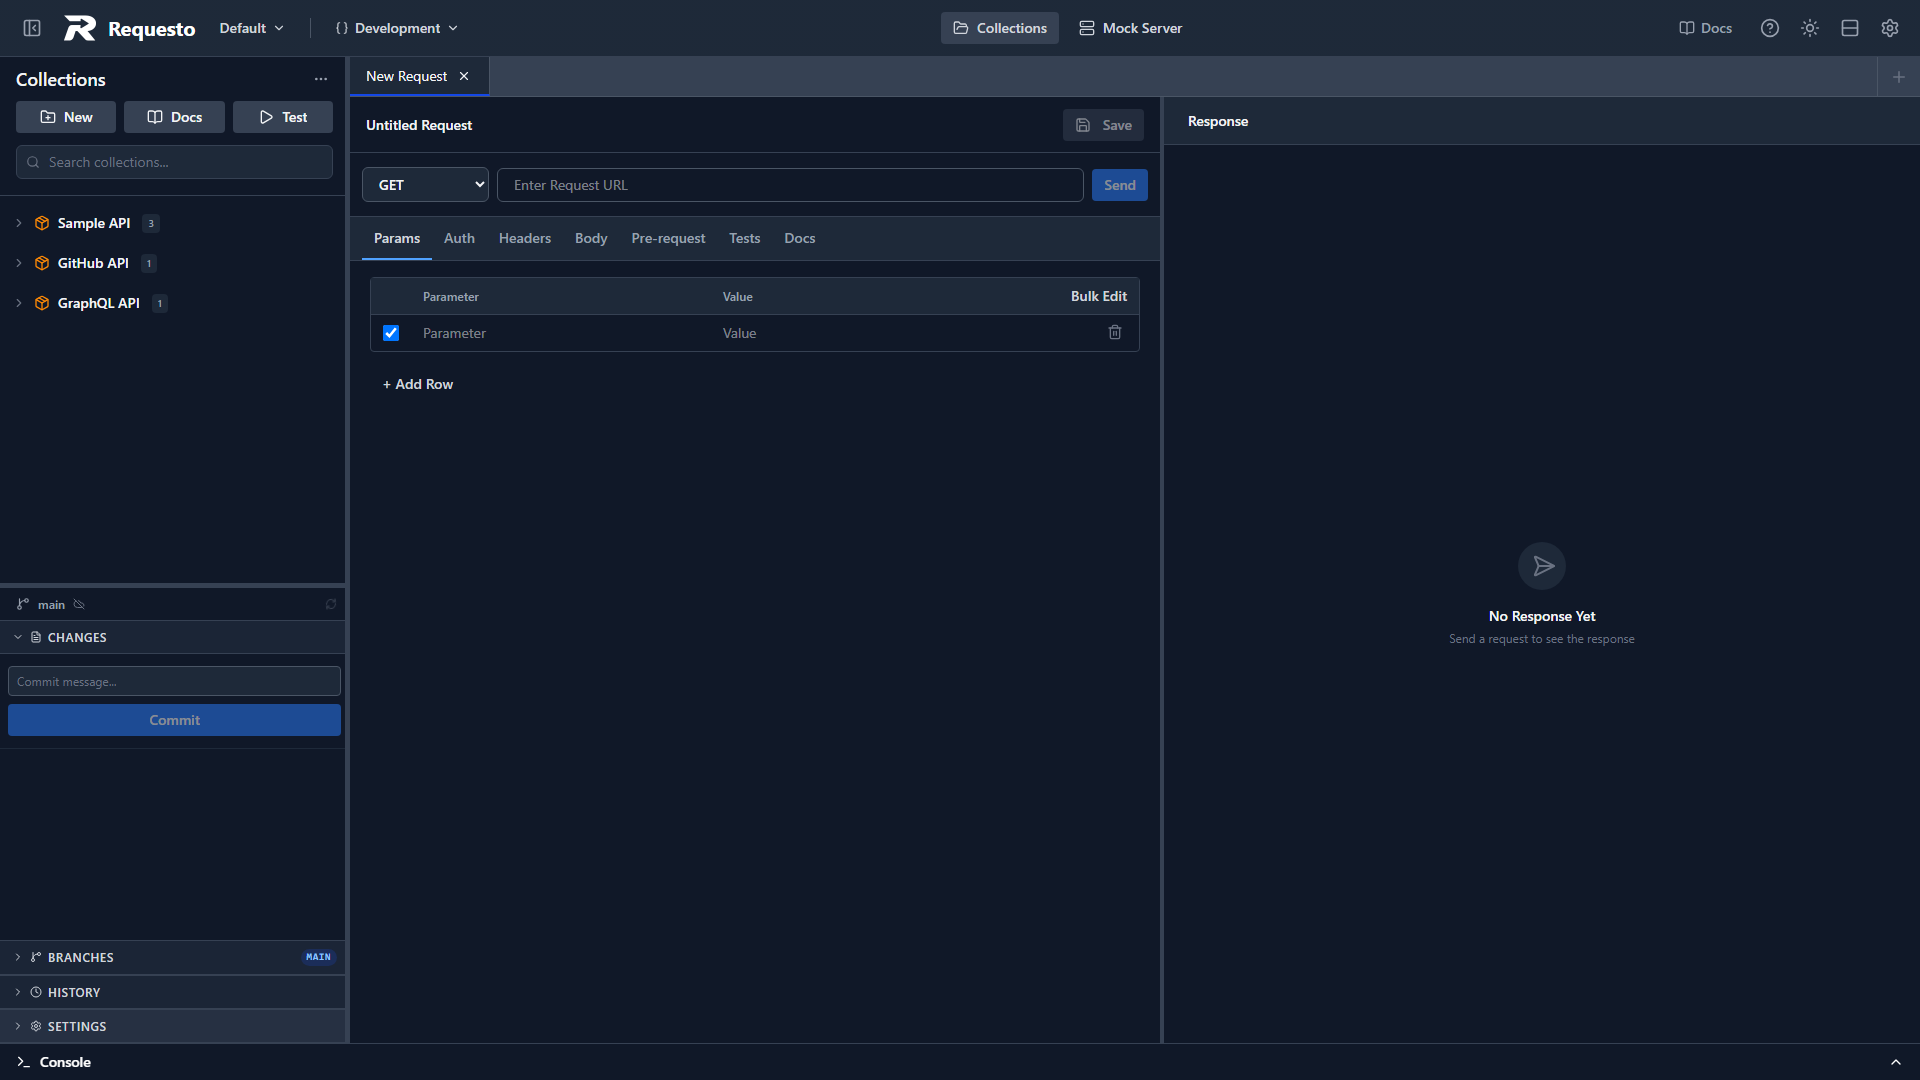 Requesto
Default
{ } Development
Collections
Mock Server
Docs
Collections
New
Docs
Test
Search collections...
Sample API 3
GitHub API 1
GraphQL API 1
main
CHANGES
Commit message...
Commit
BRANCHES MAIN
HISTORY
SETTINGS
New Request
Untitled Request
Save
GET
Enter Request URL
Send
Params Auth Headers Body Pre-request Tests Docs
Parameter Value Bulk Edit
Parameter Value
+ Add Row
Response
No Response Yet
Send a request to see the response
Console